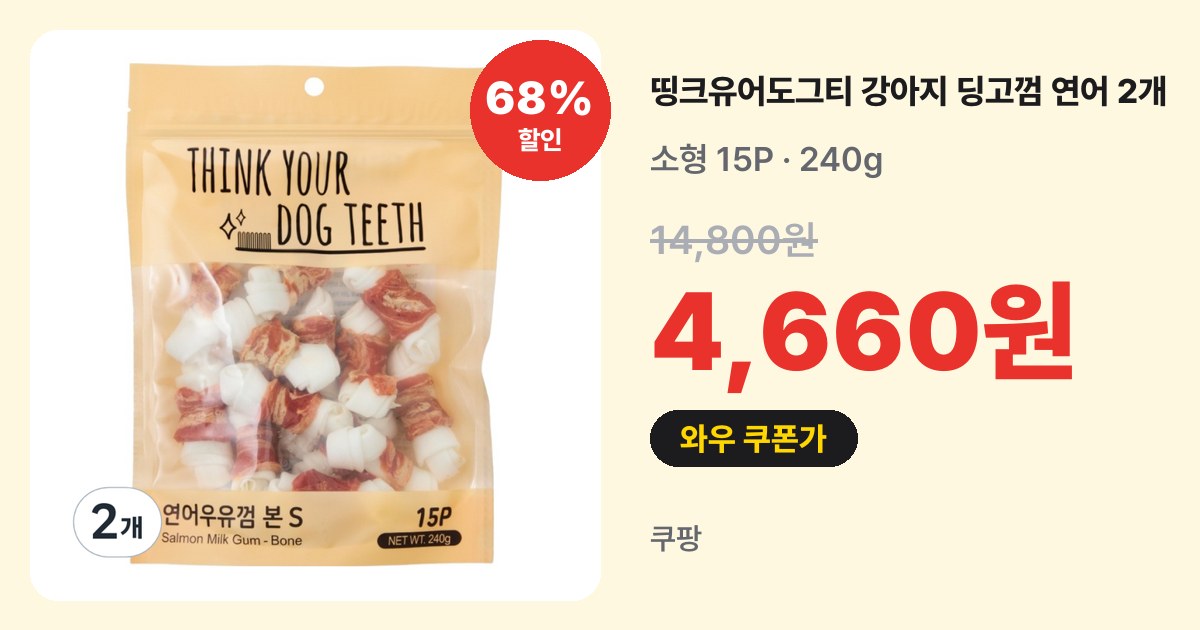 68%
할인
THINK YOUR
DOG TEETH
2개
연어우유껌 본 S
Salmon Milk Gum - Bone
15P
NET WT. 240g
띵크유어도그티 강아지 딩고껌 연어 2개
소형 15P · 240g
14,800원
4,660원
와우 쿠폰가
쿠팡